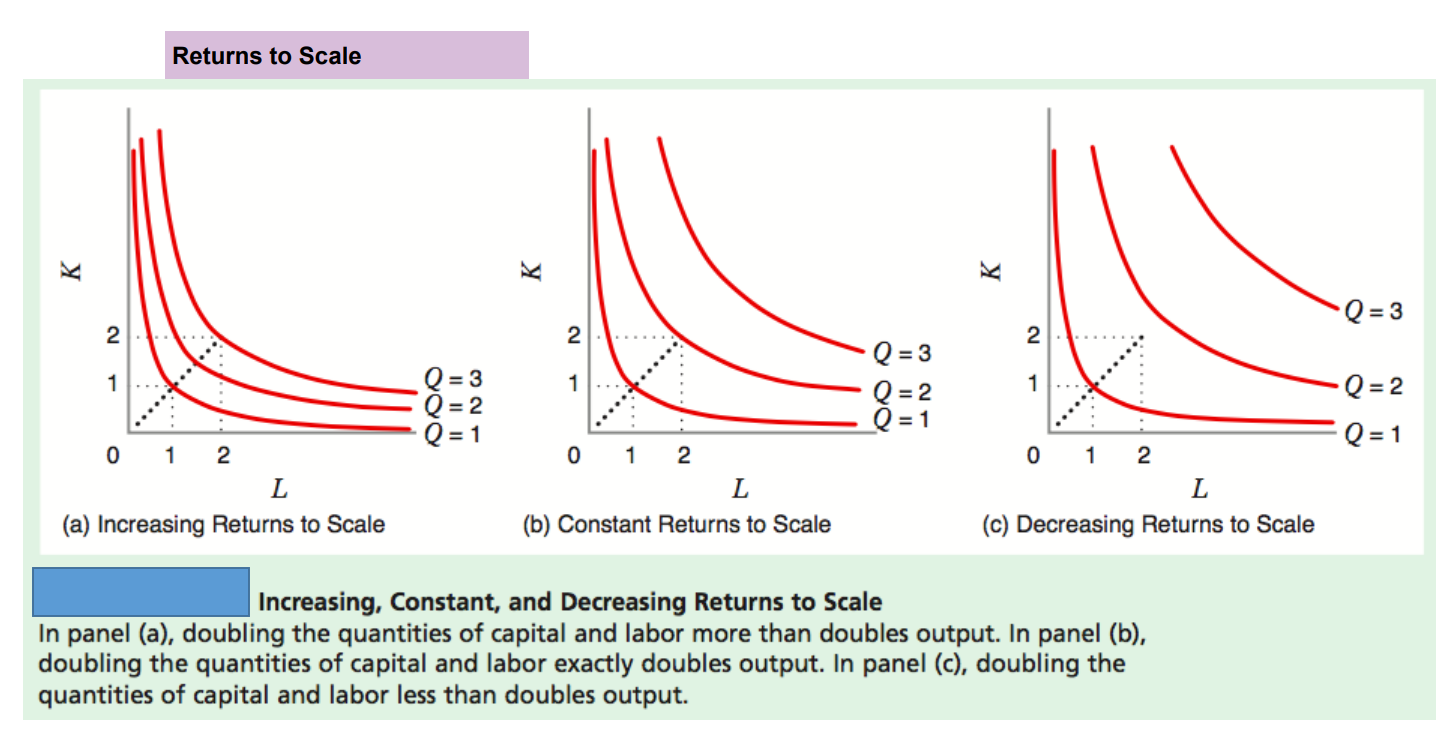 Returns to Scale
K
2
1
0 1 2
L
Q = 3
Q = 2
Q = 1
(a) Increasing Returns to Scale
K
2
1
0 1 2
L
Q = 3
Q = 2
Q = 1
(b) Constant Returns to Scale
K
2
1
0 1 2
L
Q = 3
Q = 2
Q = 1
(c) Decreasing Returns to Scale
Increasing, Constant, and Decreasing Returns to Scale
In panel (a), doubling the quantities of capital and labor more than doubles output. In panel (b),
doubling the quantities of capital and labor exactly doubles output. In panel (c), doubling the
quantities of capital and labor less than doubles output.